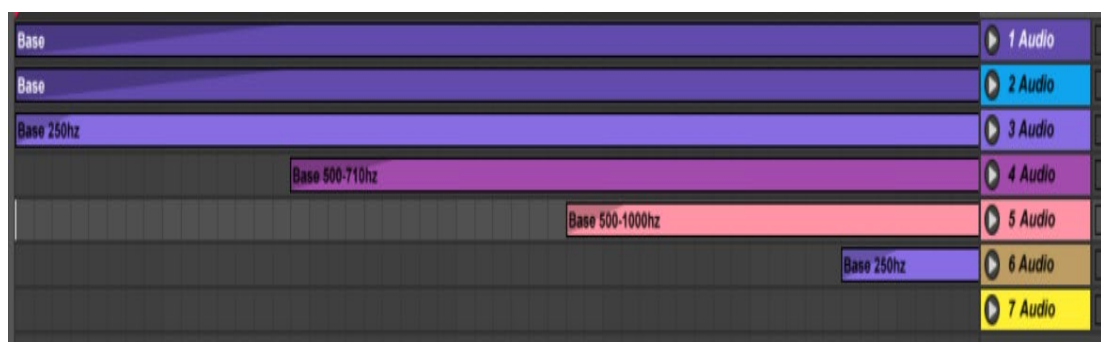 Base
1 Audio
Base
2 Audio
Base 250hz
3 Audio
Base 500-710hz
4 Audio
Base 500-1000hz
5 Audio
Base 250hz
6 Audio
7 Audio